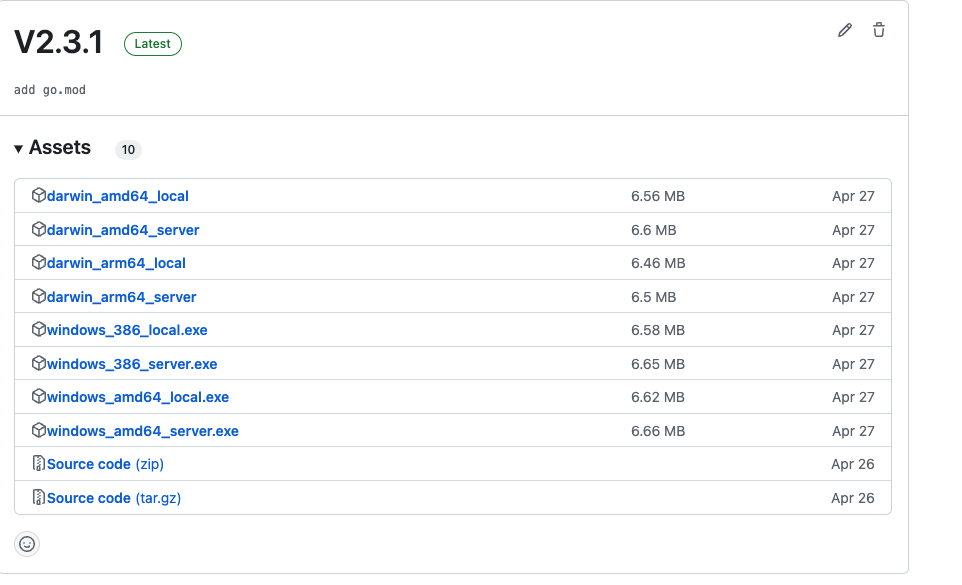 V2.3.1 Latest
add go.mod
Assets 10
darwin_amd64_local 6.56 MB Apr 27
darwin_amd64_server 6.6 MB Apr 27
darwin_arm64_local 6.46 MB Apr 27
darwin_arm64_server 6.5 MB Apr 27
windows_386_local.exe 6.58 MB Apr 27
windows_386_server.exe 6.65 MB Apr 27
windows_amd64_local.exe 6.62 MB Apr 27
windows_amd64_server.exe 6.66 MB Apr 27
Source code (zip) Apr 26
Source code (tar.gz) Apr 26